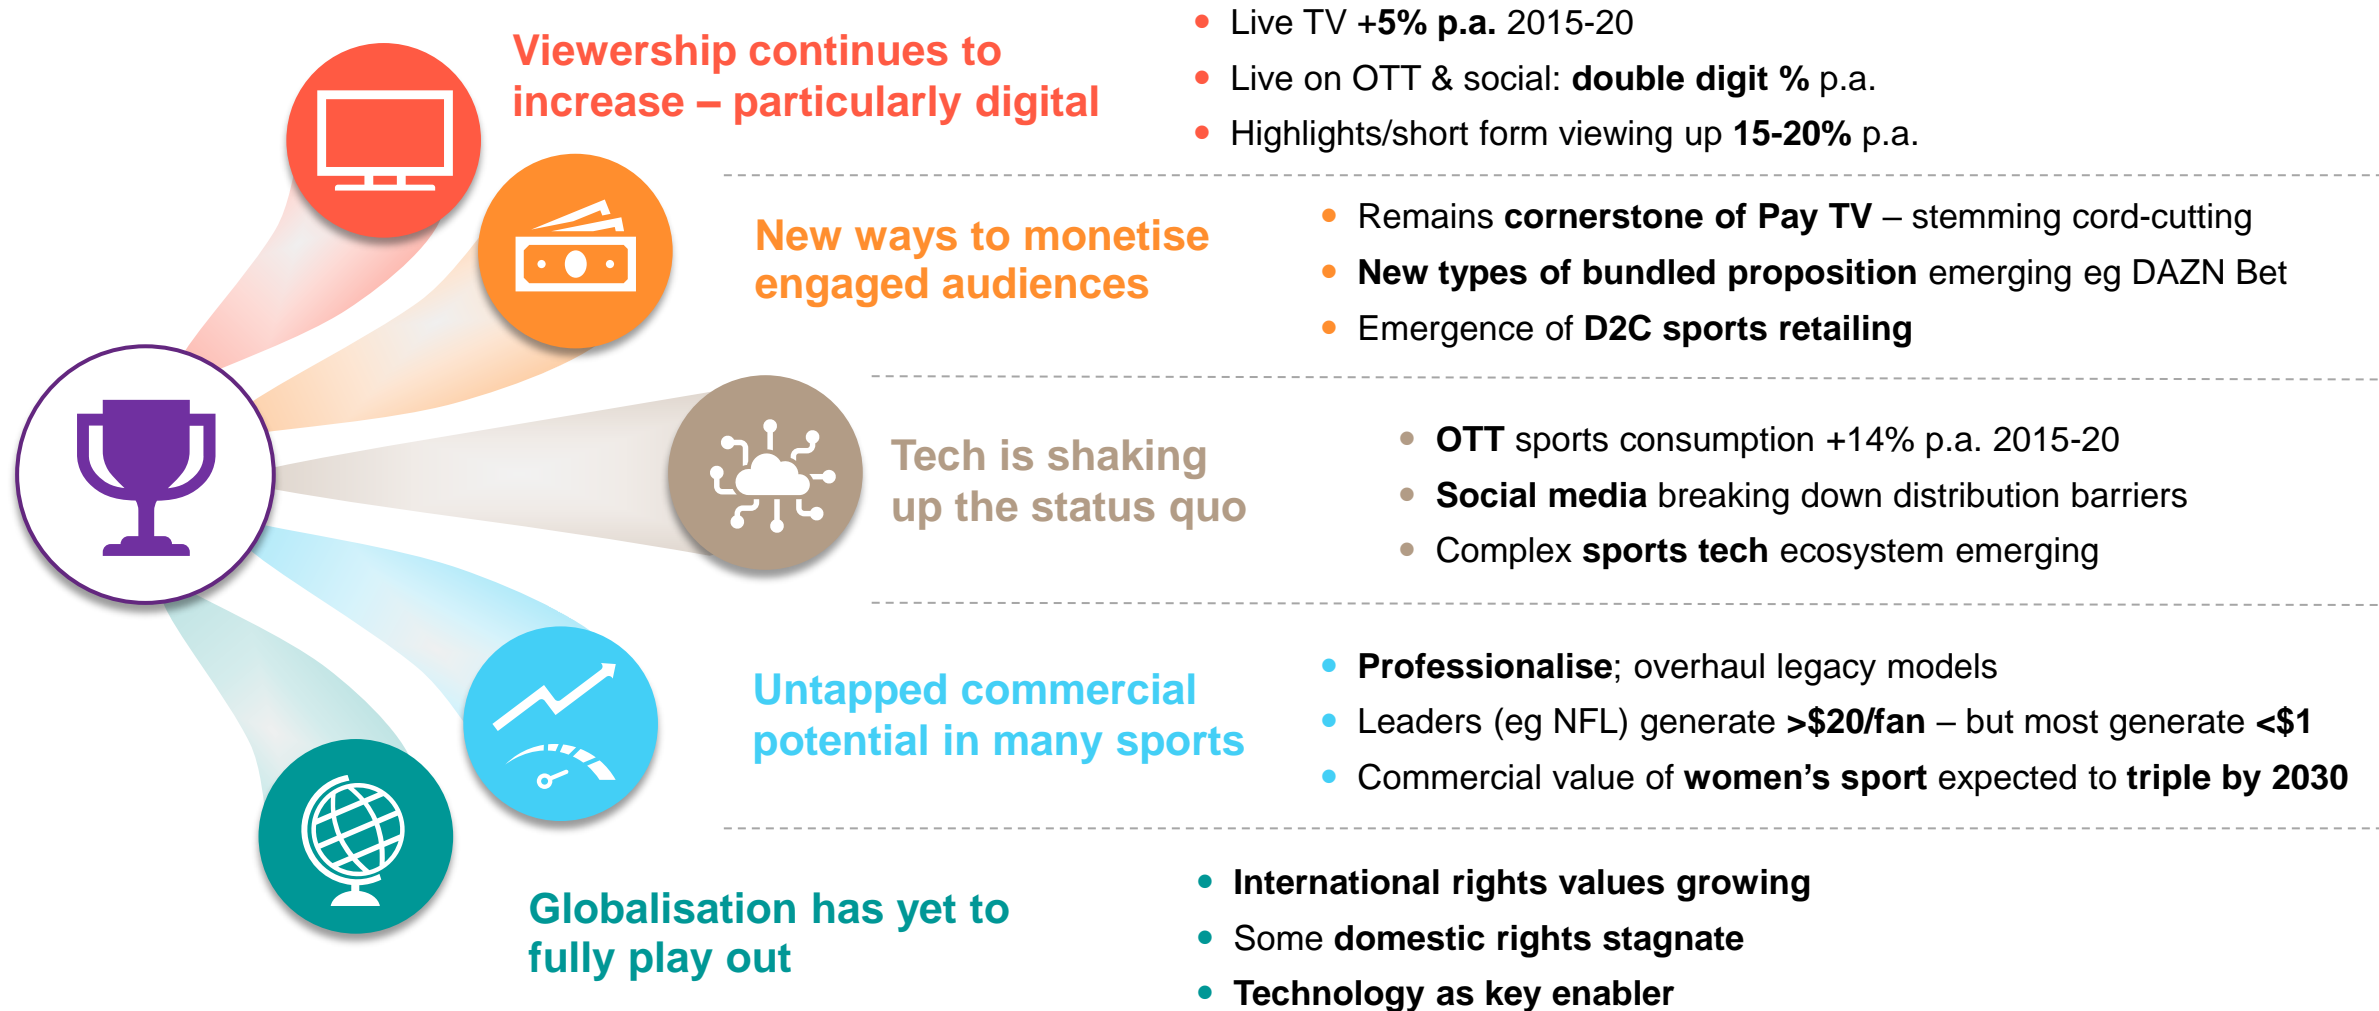 Viewership continues to
increase – particularly digital
• Live TV +5% p.a. 2015-20
• Live on OTT & social: double digit % p.a.
• Highlights/short form viewing up 15-20% p.a.
New ways to monetise
engaged audiences
• Remains cornerstone of Pay TV – stemming cord-cutting
• New types of bundled proposition emerging eg DAZN Bet
• Emergence of D2C sports retailing
Tech is shaking
up the status quo
• OTT sports consumption +14% p.a. 2015-20
• Social media breaking down distribution barriers
• Complex sports tech ecosystem emerging
Untapped commercial
potential in many sports
• Professionalise; overhaul legacy models
• Leaders (eg NFL) generate >$20/fan – but most generate <$1
• Commercial value of women’s sport expected to triple by 2030
Globalisation has yet to
fully play out
• International rights values growing
• Some domestic rights stagnate
• Technology as key enabler